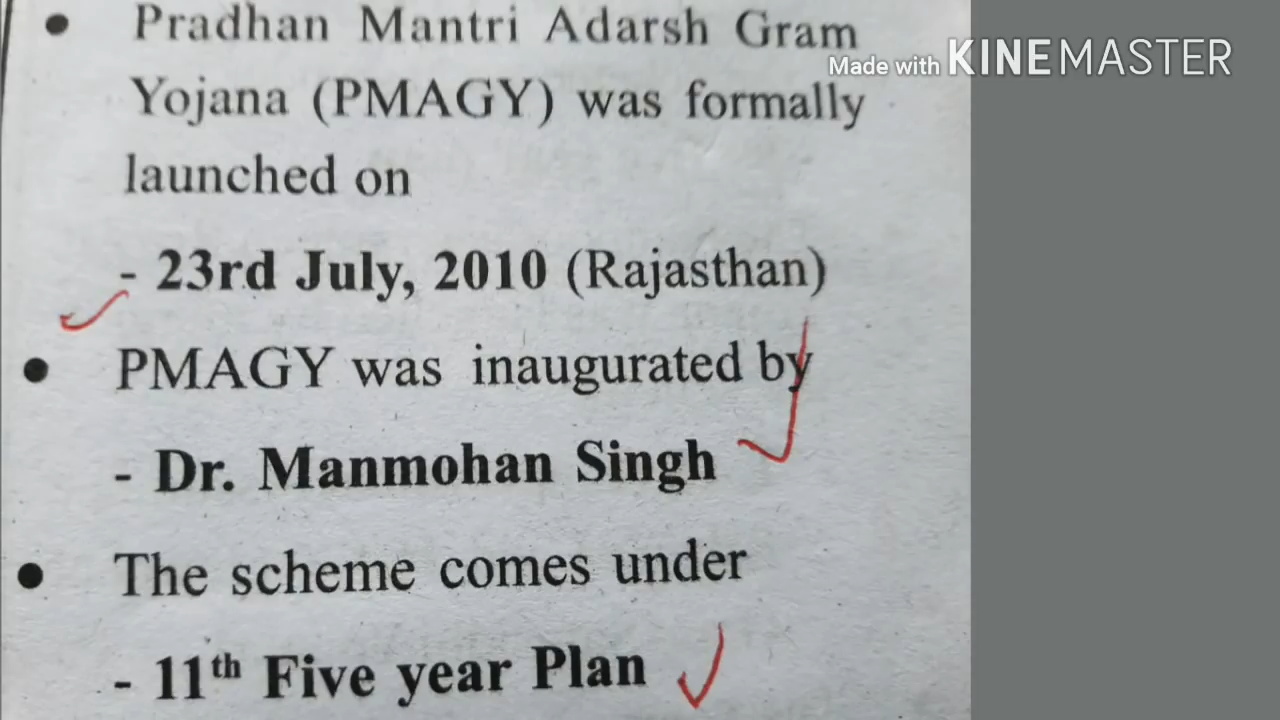 Pradhan Mantri Adarsh Gram
Made with KINEMASTER
Yojana (PMAGY) was formally
launched on
- 23rd July, 2010 (Rajasthan)
PMAGY was inaugurated by
- Dr. Manmohan Singh
The scheme comes under
- 11th Five year Plan